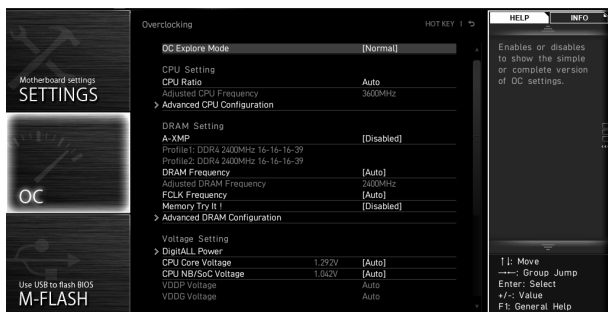 Motherboard settings
SETTINGS
OC
Use USB to flash BIOS
M-FLASH
Overclocking
HOT KEY
OC Explore Mode [Normal]
CPU Setting
CPU Ratio Auto
Adjusted CPU Frequency 3600MHz
> Advanced CPU Configuration
DRAM Setting
A-XMP [Disabled]
Profile1: DDR4 2400MHz 16-16-16-39
Profile2: DDR4 2400MHz 16-16-16-39
DRAM Frequency [Auto]
Adjusted DRAM Frequency 2400MHz
FCLK Frequency [Auto]
Memory Try It ! [Disabled]
> Advanced DRAM Configuration
Voltage Setting
> DigitALL Power
CPU Core Voltage 1.292V [Auto]
CPU NB/SoC Voltage 1.042V [Auto]
VDDP Voltage Auto
VDDG Voltage Auto
HELP INFO
Enables or disables
to show the simple
or complete version
of OC settings.
↑↓: Move
→←: Group Jump
Enter: Select
+/-: Value
F1: General Help